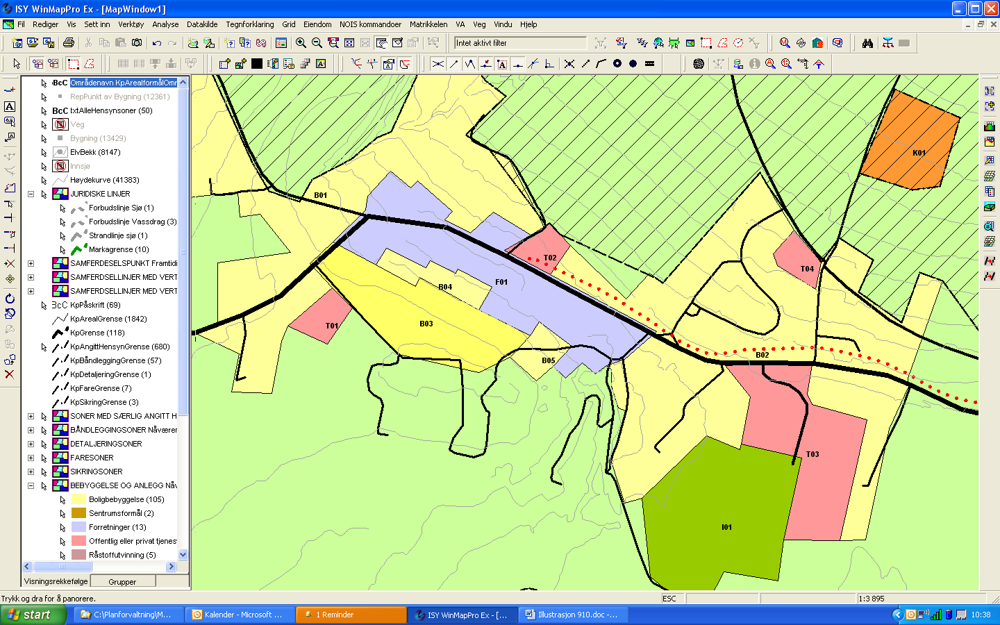 ISY WinMapPro Ex - [MapWindow1]
Fil Rediger Vis Sett inn Verktøy Analyse Datakilde Tegnforklaring Grid Eiendom NOIS kommandoer Matrikkelen VA Veg Vindu Hjelp
Intet aktivt filter
BcC Områdenavn KpArealformålOmr
RepPunkt av Bygning (12361)
BcC txtAlleHensynsoner (50)
Veg
Bygning (13429)
ElvBekk (8147)
Innsjø
Høydekurve (41383)
JURIDISKE LINJER
Forbudslinje Sjø (1)
Forbudslinje Vassdrag (3)
Strandlinje sjø (1)
Markagrense (10)
SAMFERDESELSPUNKT Framtidi
SAMFERDSELLINJER MED VERT
SAMFERDSELLINJER MED VERT
BcC KpPåskrift (69)
KpArealGrense (1842)
KpGrense (118)
KpAngittHensynGrense (680)
KpBåndleggingGrense (57)
KpDetaljeringGrense (1)
KpFareGrense (7)
KpSikringGrense (3)
SONER MED SÆRLIG ANGITT H
BÅNDLEGGINGSONER Nåværer
DETALJERINGSONER
FARESONER
SIKRINGSONER
BEBYGGELSE OG ANLEGG Nåv
Boligbebyggelse (105)
Sentrumsformål (2)
Forretninger (13)
Offentlig eller privat tjenest
Råstoffutvinning (5)
Visningsrekkefølge Grupper
K01
B01
T02
T04
F01
B04
B03
T01
B02
B05
T03
I01
Trykk og dra for å panorere.
ESC
1:3 895
start
C:\Planforvaltning\M...
Kalender - Microsoft ...
1 Reminder
ISY WinMapPro Ex - [...
Illustrasjon 910.doc -...
10:38